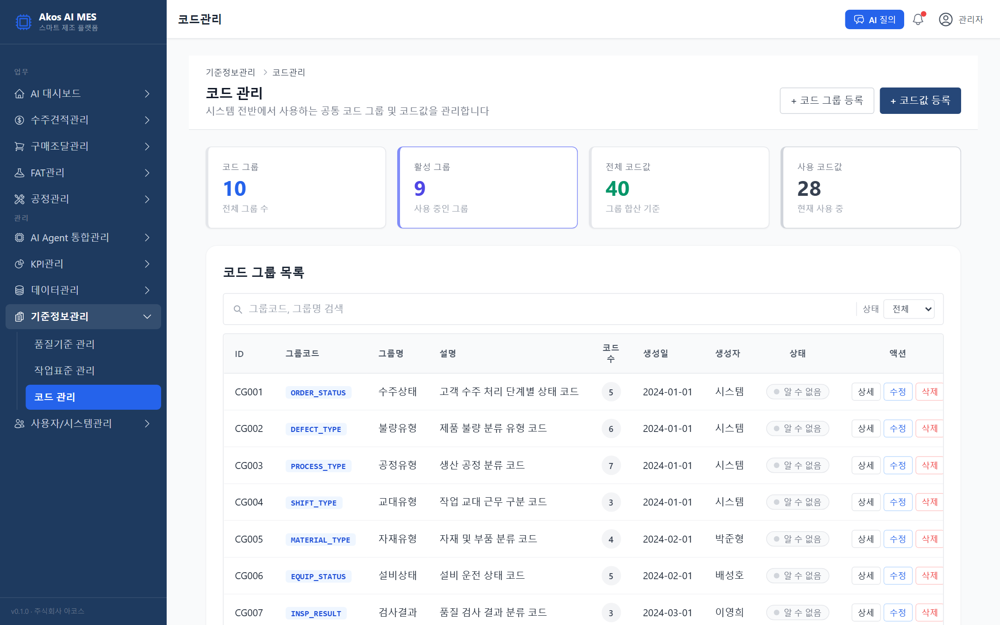 Akos AI MES
스마트 제조 플랫폼
업무
AI 대시보드
수주견적관리
구매조달관리
FAT관리
공정관리
관리
AI Agent 통합관리
KPI관리
데이터관리
기준정보관리
품질기준 관리
작업표준 관리
코드 관리
사용자/시스템관리
v0.1.0 · 주식회사 아코스
코드관리
AI 질의
관리자
기준정보관리 > 코드관리
코드 관리
시스템 전반에서 사용하는 공통 코드 그룹 및 코드값을 관리합니다
+ 코드 그룹 등록
+ 코드값 등록
코드 그룹
10
전체 그룹 수
활성 그룹
9
사용 중인 그룹
전체 코드값
40
그룹 합산 기준
사용 코드값
28
현재 사용 중
코드 그룹 목록
그룹코드, 그룹명 검색
상태 전체
ID 그룹코드 그룹명 설명 코드 수 생성일 생성자 상태 액션
CG001 ORDER_STATUS 수주상태 고객 수주 처리 단계별 상태 코드 5 2024-01-01 시스템 알 수 없음 상세 수정 삭제
CG002 DEFECT_TYPE 불량유형 제품 불량 분류 유형 코드 6 2024-01-01 시스템 알 수 없음 상세 수정 삭제
CG003 PROCESS_TYPE 공정유형 생산 공정 분류 코드 7 2024-01-01 시스템 알 수 없음 상세 수정 삭제
CG004 SHIFT_TYPE 교대유형 작업 교대 근무 구분 코드 3 2024-01-01 시스템 알 수 없음 상세 수정 삭제
CG005 MATERIAL_TYPE 자재유형 자재 및 부품 분류 코드 4 2024-02-01 박준형 알 수 없음 상세 수정 삭제
CG006 EQUIP_STATUS 설비상태 설비 운전 상태 코드 5 2024-02-01 배성호 알 수 없음 상세 수정 삭제
CG007 INSP_RESULT 검사결과 품질 검사 결과 분류 코드 3 2024-03-01 이영희 알 수 없음 상세 수정 삭제